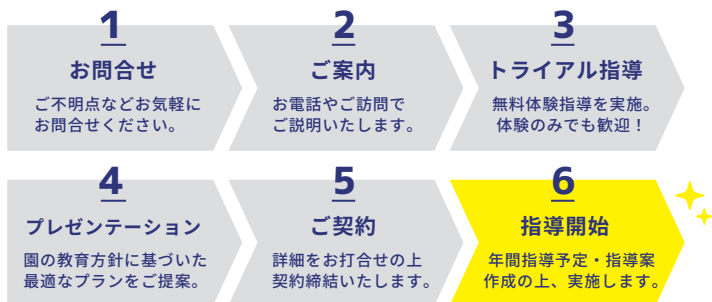 1
お問合せ
ご不明点などお気軽に
お問合せください。
2
ご案内
お電話やご訪問で
ご説明いたします。
3
トライアル指導
無料体験指導を実施。
体験のみでも歓迎！
4
プレゼンテーション
園の教育方針に基づいた
最適なプランをご提案。
5
ご契約
詳細をお打合せの上
契約締結いたします。
6
指導開始
年間指導予定・指導案
作成の上、実施します。